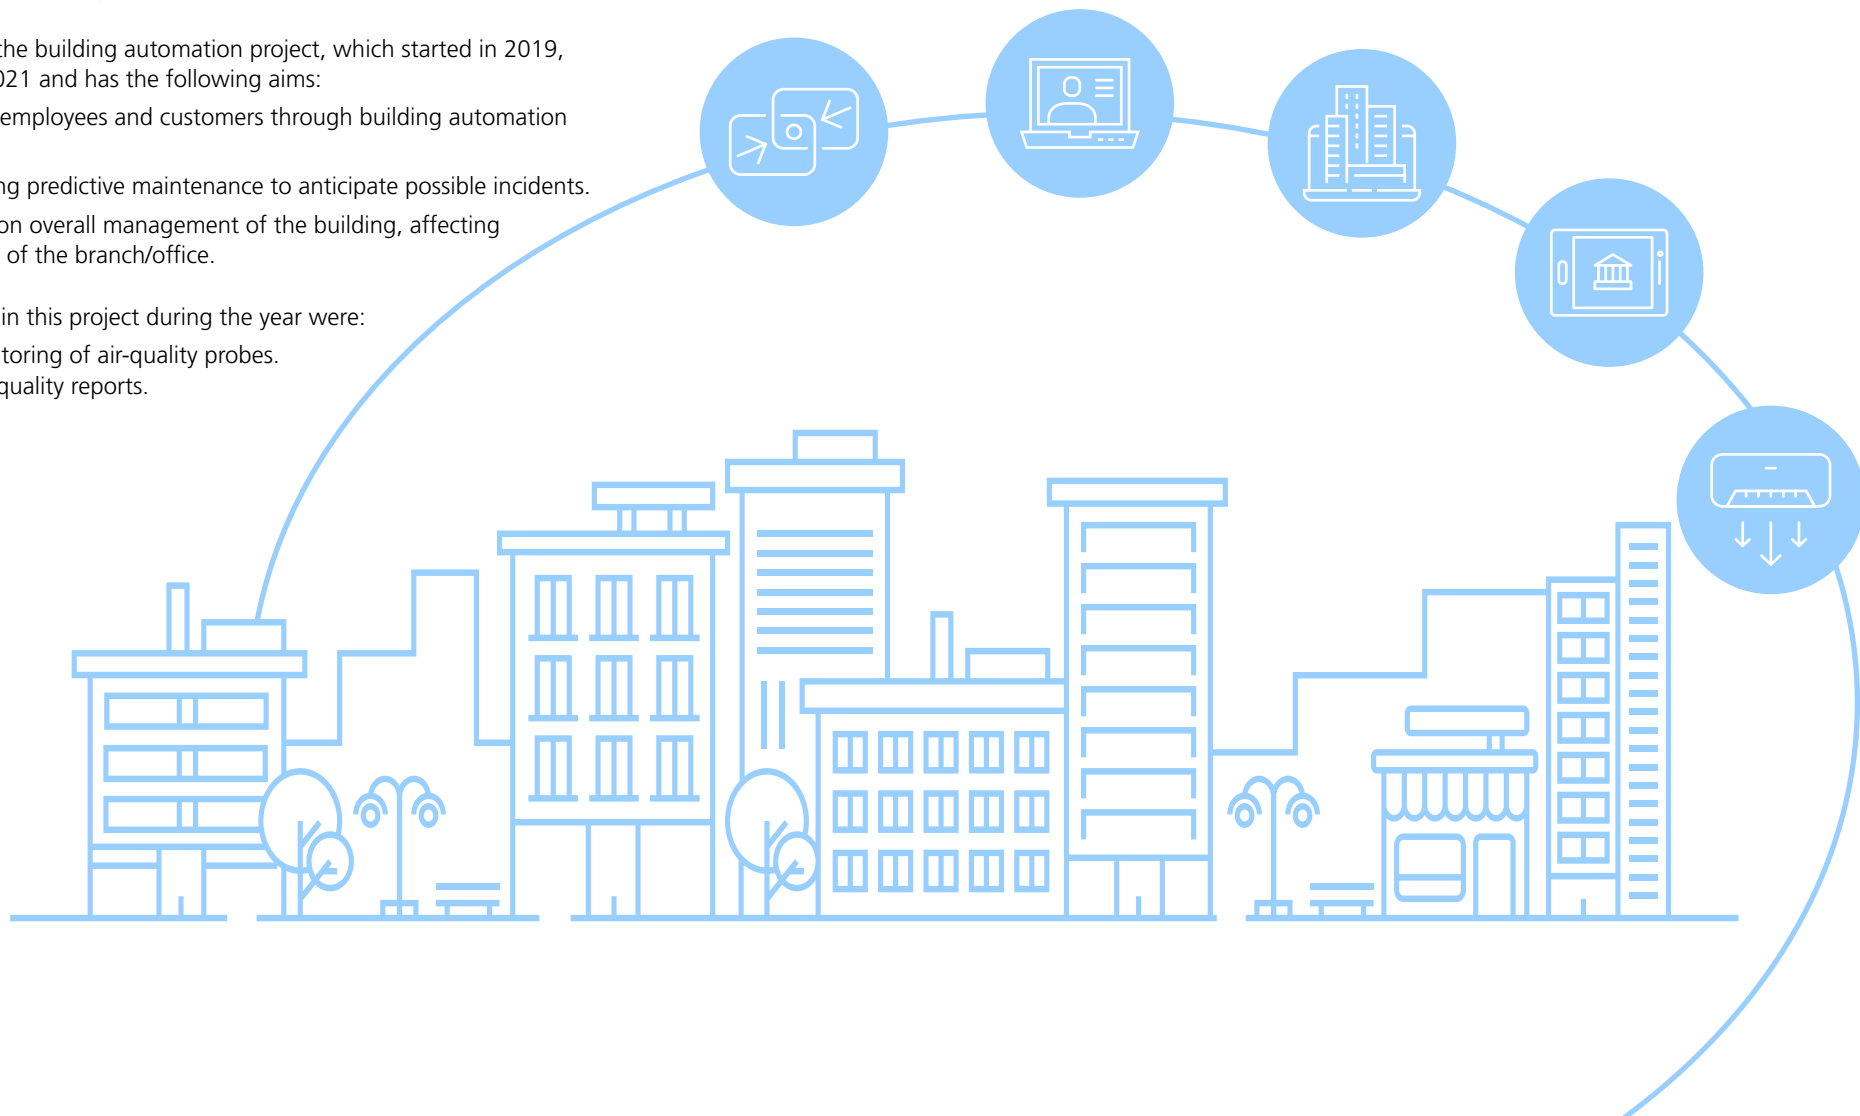 the building automation project, which started in 2019,
021 and has the following aims:
employees and customers through building automation
ng predictive maintenance to anticipate possible incidents.
on overall management of the building, affecting
of the branch/office.
in this project during the year were:
toring of air-quality probes.
quality reports.